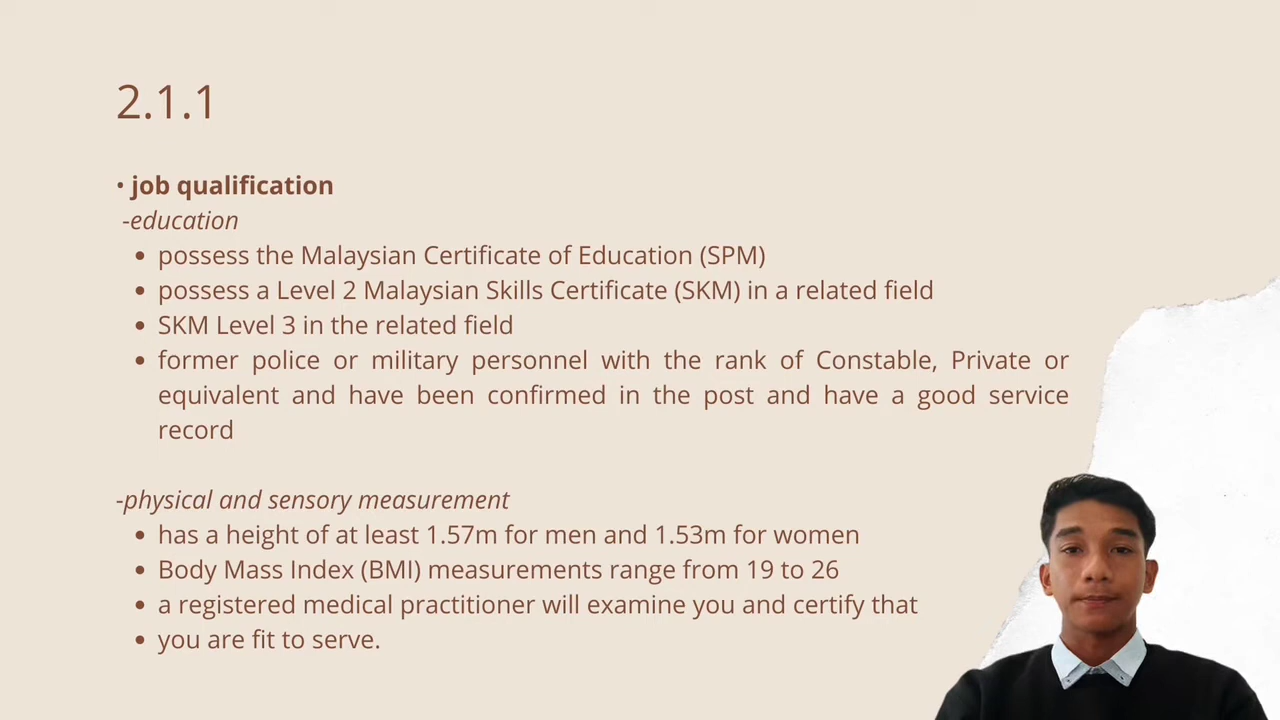 2.1.1
• job qualification
-education
• possess the Malaysian Certificate of Education (SPM)
• possess a Level 2 Malaysian Skills Certificate (SKM) in a related field
• SKM Level 3 in the related field
• former police or military personnel with the rank of Constable, Private or
equivalent and have been confirmed in the post and have a good service
record
-physical and sensory measurement
• has a height of at least 1.57m for men and 1.53m for women
• Body Mass Index (BMI) measurements range from 19 to 26
• a registered medical practitioner will examine you and certify that
• you are fit to serve.